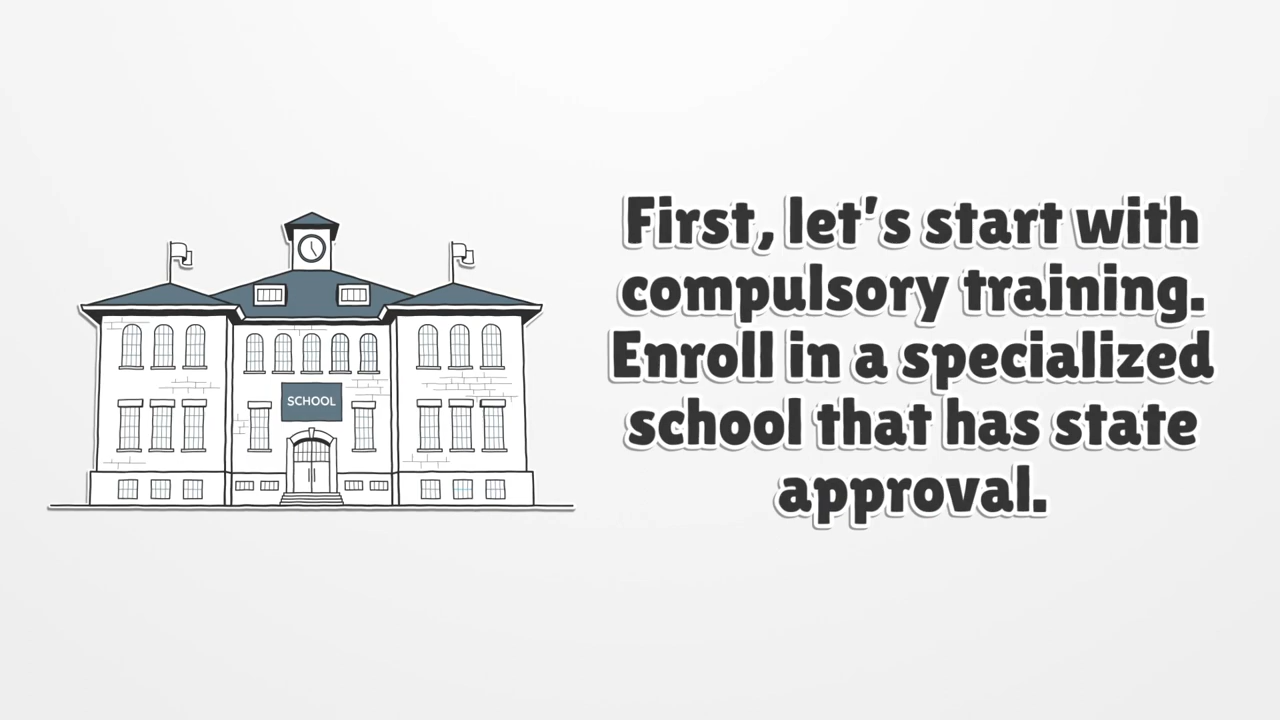 SCHOOL
First, let's start with
compulsory training.
Enroll in a specialized
school that has state
approval.